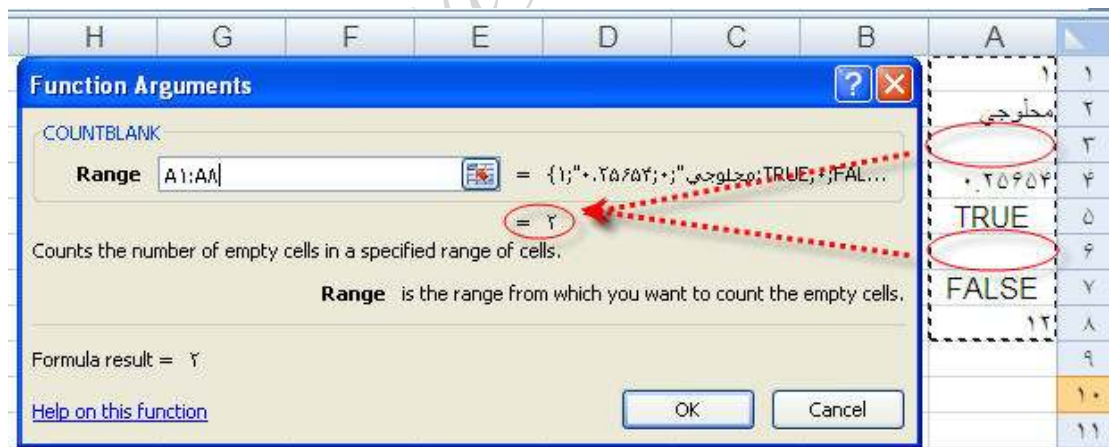 H G F E D C B A
Function Arguments
COUNTBLANK
Range A۱:A۸ = {۱;"محلوجي";۰;۰.۲۵۶۵۴;TRUE;۰;FAL...
= ۲
Counts the number of empty cells in a specified range of cells.
Range is the range from which you want to count the empty cells.
Formula result = ۲
Help on this function
OK Cancel
۱ ۱
محلوجي ۲
۳
۰.۲۵۶۵۴ ۴
TRUE ۵
۶
FALSE ۷
۱۲ ۸
۹
۱۰
۱۱